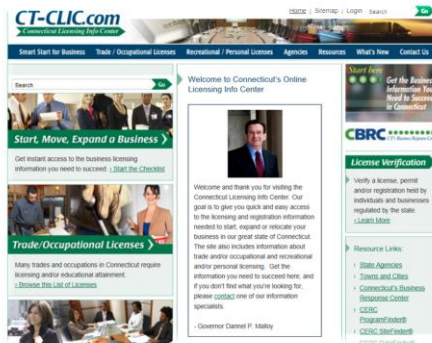 CT-CLIC.com
Connecticut Licensing Info Center
Home | Sitemap | Login Search Go
Smart Start for Business Trade / Occupational Licenses Recreational / Personal Licenses Agencies Resources What's New Contact Us
Search Go
Start, Move, Expand a Business
Get instant access to the business licensing
information you need to succeed. › Start the Checklist
Trade/Occupational Licenses
Many trades and occupations in Connecticut require
licensing and/or educational attainment.
› Browse this List of Licenses
Welcome to Connecticut's Online
Licensing Info Center
Welcome and thank you for visiting the
Connecticut Licensing Info Center. Our
goal is to give you quick and easy access
to the licensing and registration information
needed to start, expand or relocate your
business in our great state of Connecticut.
The site also includes information about
trade and/or occupational and recreational
and/or personal licensing. Get the
information you need to succeed here, and
if you don't find what you're looking for,
please contact one of our information
specialists.
- Governor Dannel P. Malloy
Start here
Get the Business
Information You
Need to Succeed
in Connecticut
CBRC
License Verification
Verify a license, permit
and/or registration held by
individuals and businesses
regulated by the state.
› Learn More
Resource Links:
› State Agencies
› Towns and Cities
› Connecticut's Business
Response Center
› CERC
ProgramFinder®
› CERC SiteFinder®